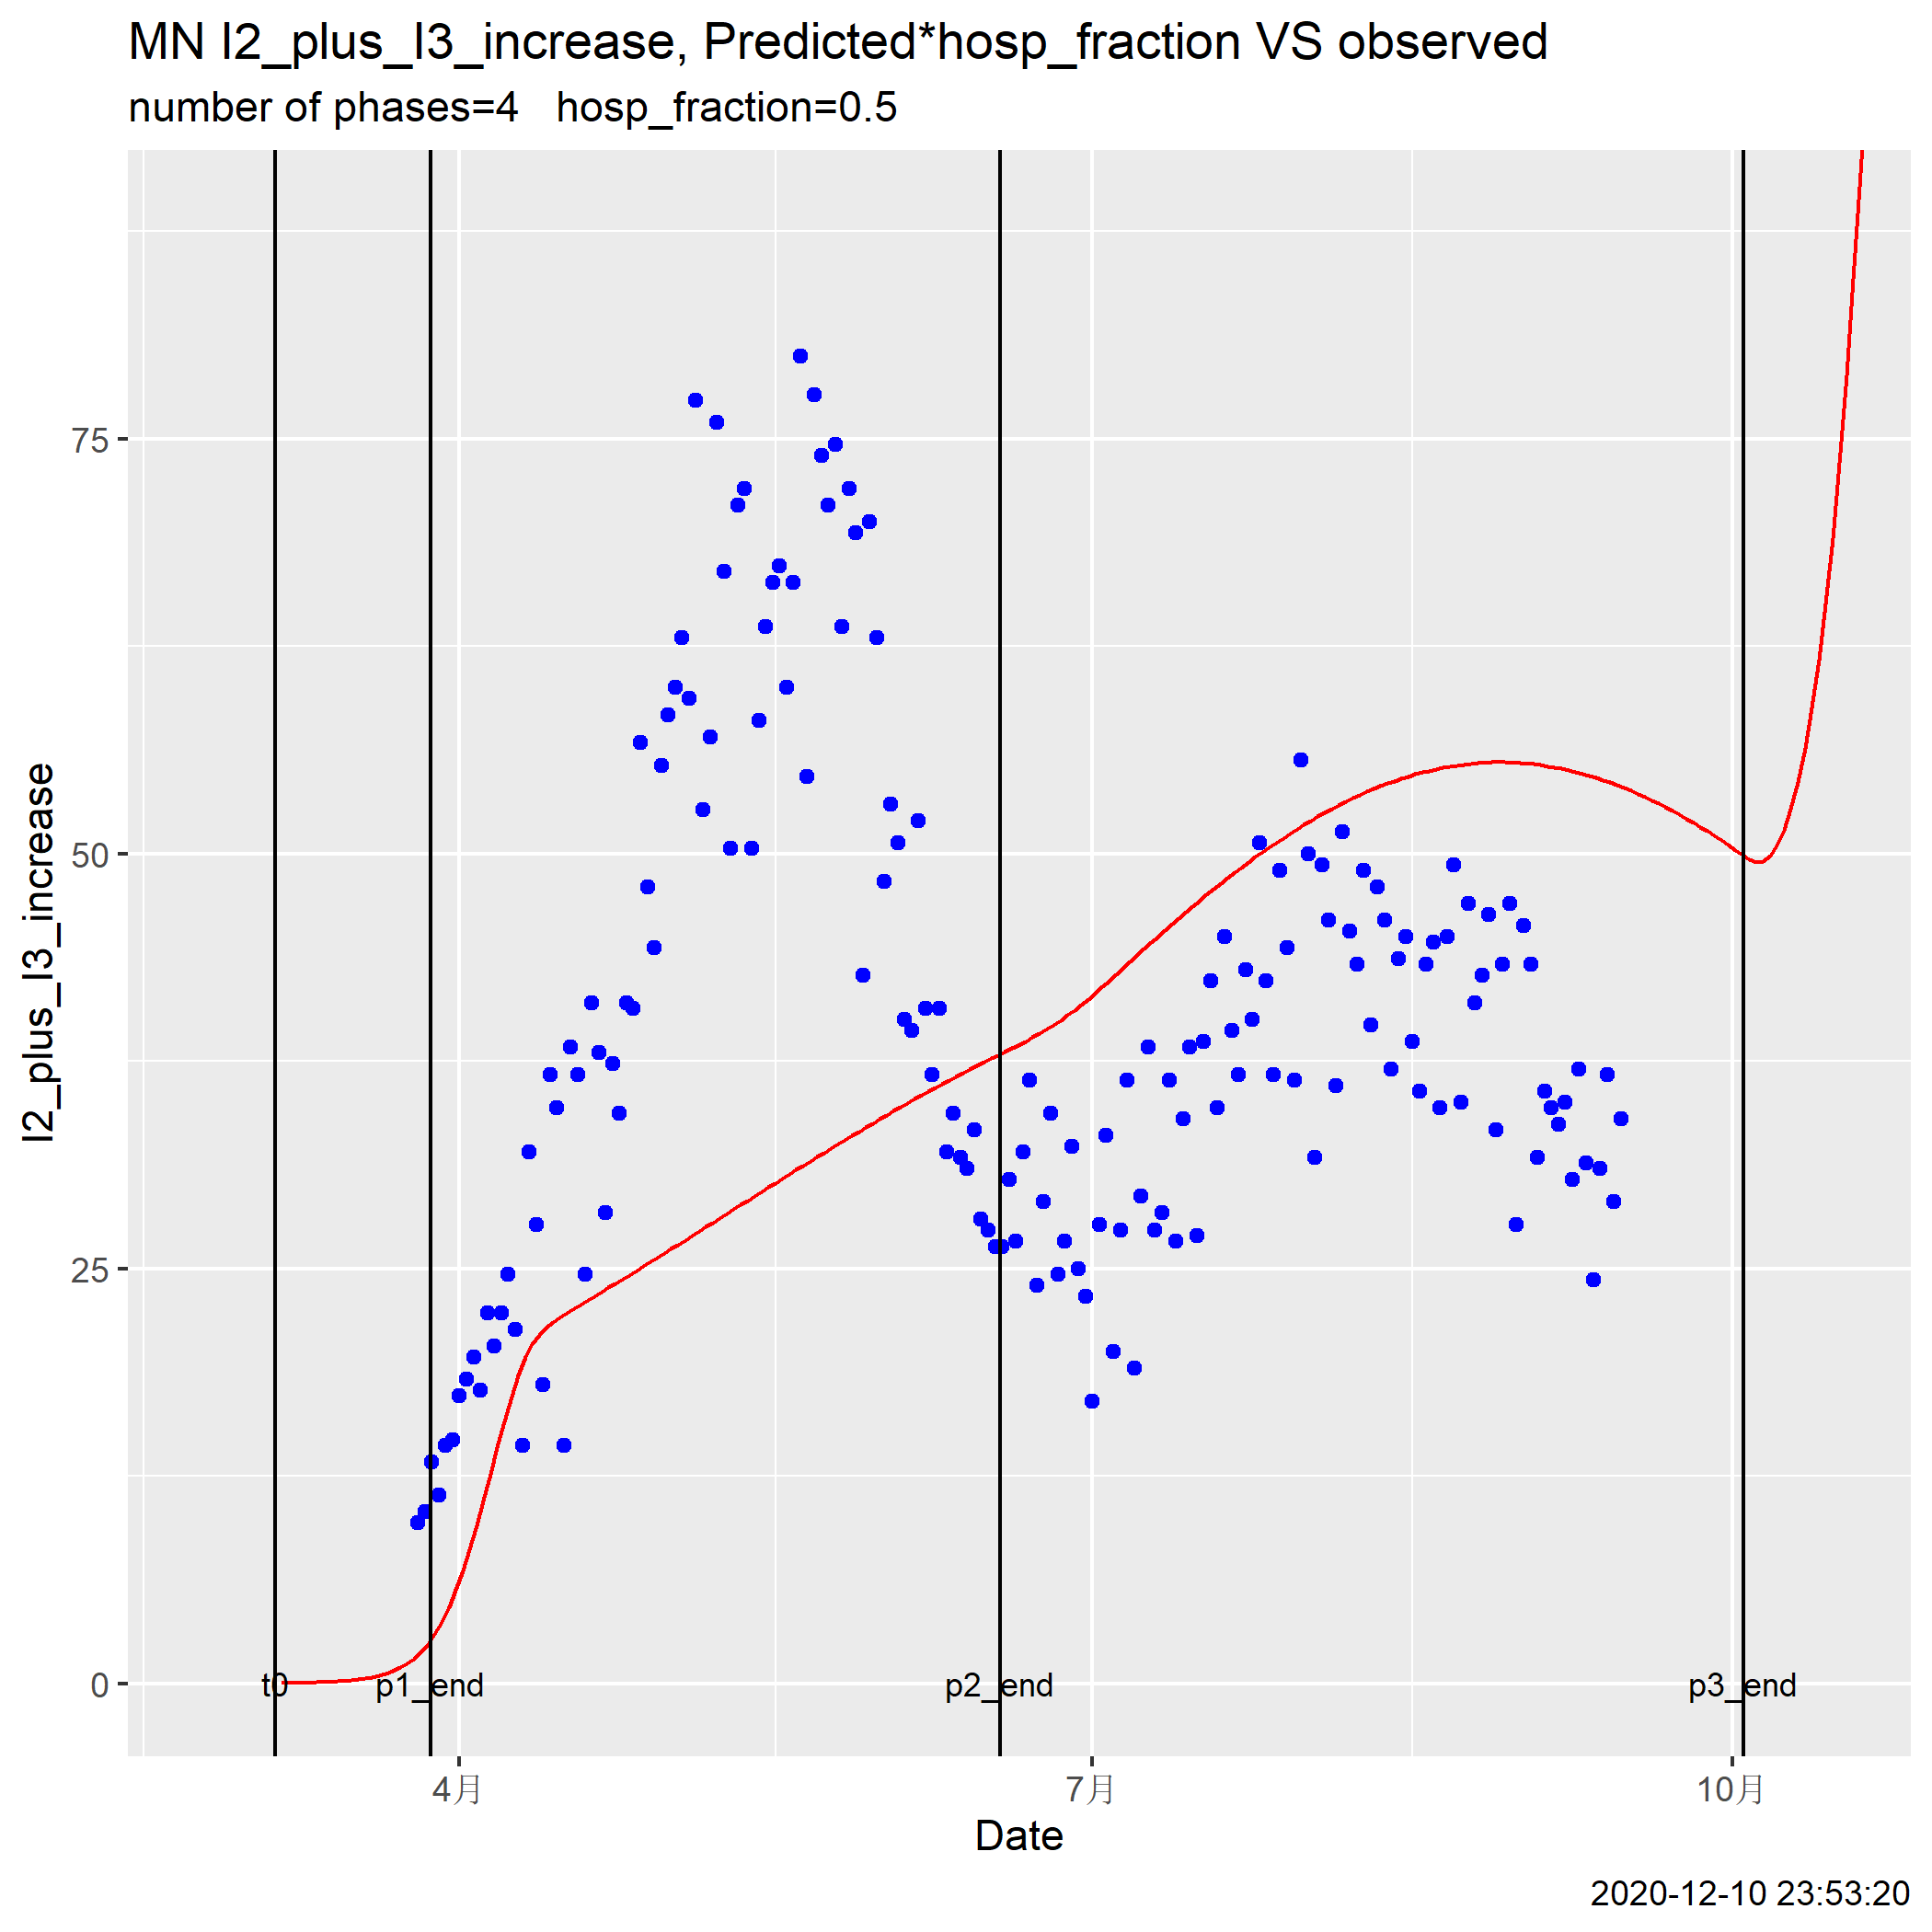 MN I2_plus_I3_increase, Predicted*hosp_fraction VS observed
number of phases=4   hosp_fraction=0.5
I2_plus_I3_increase
75
50
25
0
t0
p1_end
p2_end
p3_end
4月
7月
10月
Date
2020-12-10 23:53:20